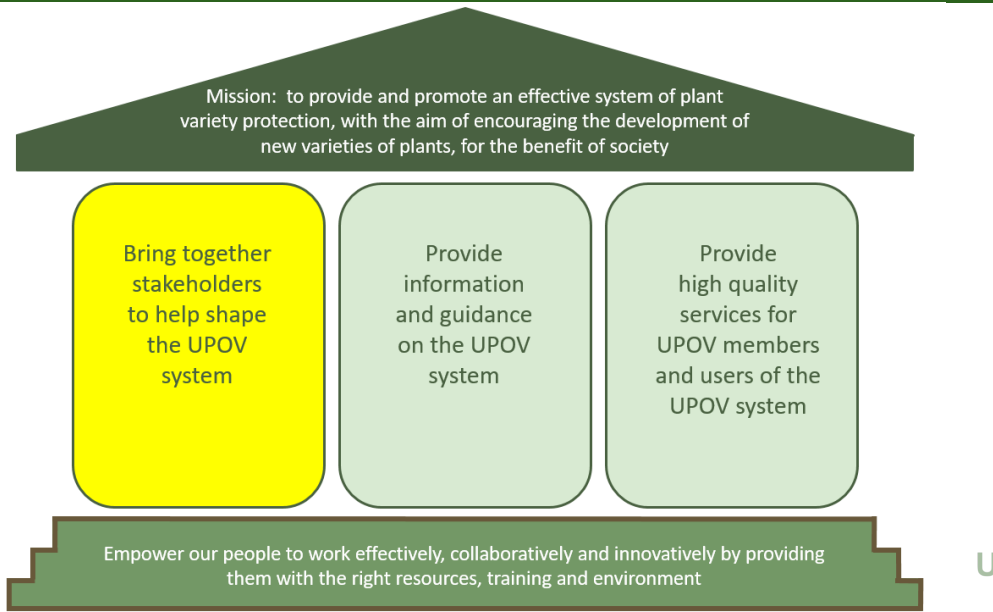 Mission: to provide and promote an effective system of plant
variety protection, with the aim of encouraging the development of
new varieties of plants, for the benefit of society
Bring together
stakeholders
to help shape
the UPOV
system
Provide
information
and guidance
on the UPOV
system
Provide
high quality
services for
UPOV members
and users of the
UPOV system
Empower our people to work effectively, collaboratively and innovatively by providing
them with the right resources, training and environment
U